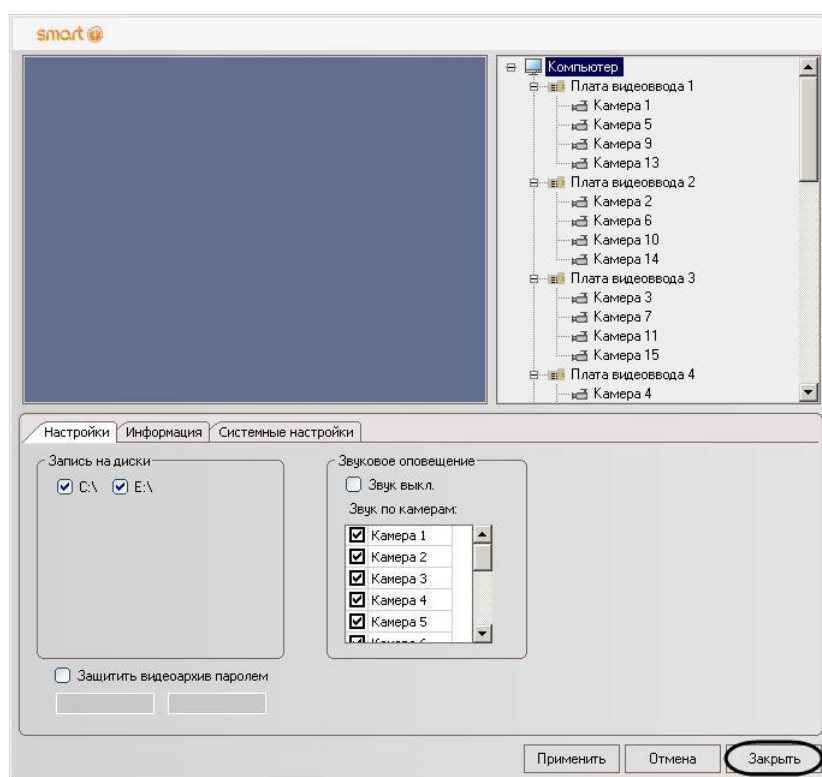 smart
Компьютер
Плата видеоввода 1
Камера 1
Камера 5
Камера 9
Камера 13
Плата видеоввода 2
Камера 2
Камера 6
Камера 10
Камера 14
Плата видеоввода 3
Камера 3
Камера 7
Камера 11
Камера 15
Плата видеоввода 4
Камера 4
Настройки Информация Системные настройки
Запись на диски
C:\ E:\
Звуковое оповещение
Звук выкл.
Звук по камерам:
Камера 1
Камера 2
Камера 3
Камера 4
Камера 5
Защитить видеоархив паролем
Применить Отмена Закрыть